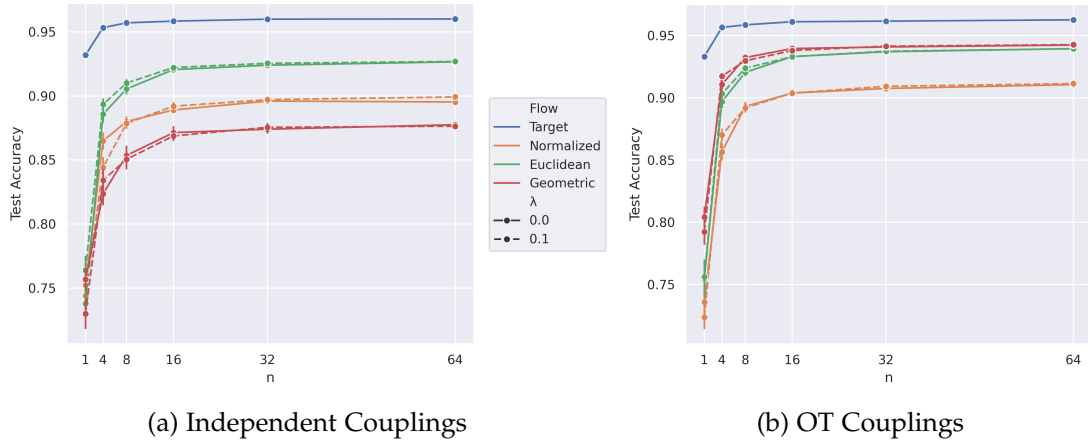 Test Accuracy
0.95
0.90
0.85
0.80
0.75
1 4 8 16 32 64
n
Flow
Target
Normalized
Euclidean
Geometric
λ
0.0
0.1
Test Accuracy
0.95
0.90
0.85
0.80
0.75
1 4 8 16 32 64
n
(a) Independent Couplings
(b) OT Couplings